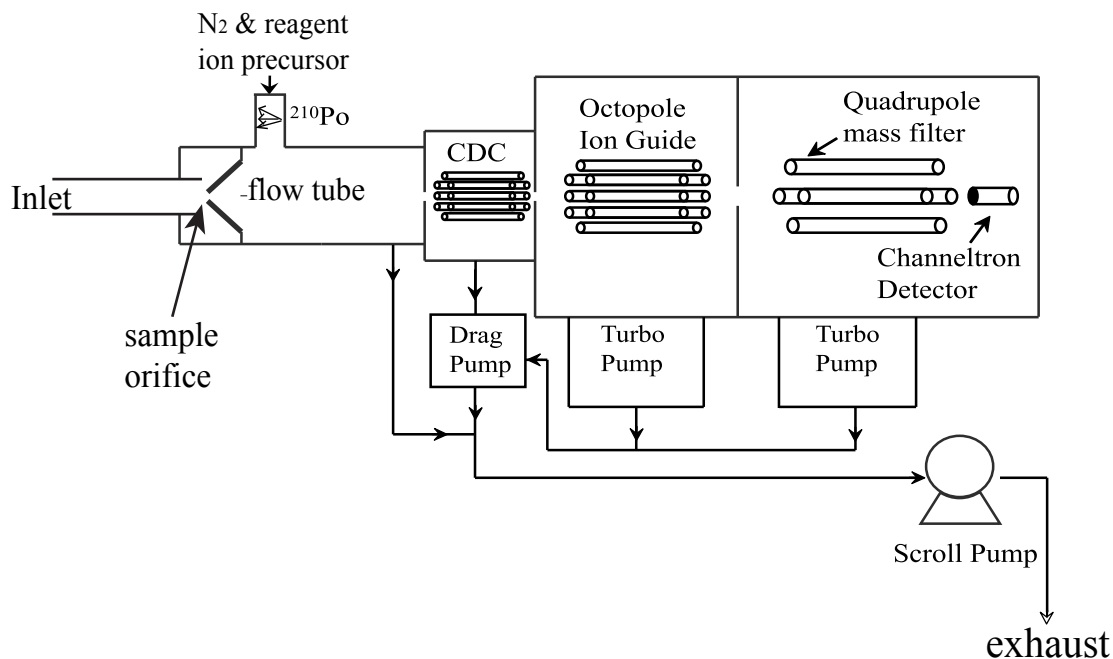 N2 & reagent
ion precursor
210Po
CDC
Octopole
Ion Guide
Quadrupole
mass filter
Inlet
-flow tube
Channeltron
Detector
sample
orifice
Drag
Pump
Turbo
Pump
Turbo
Pump
Scroll Pump
exhaust